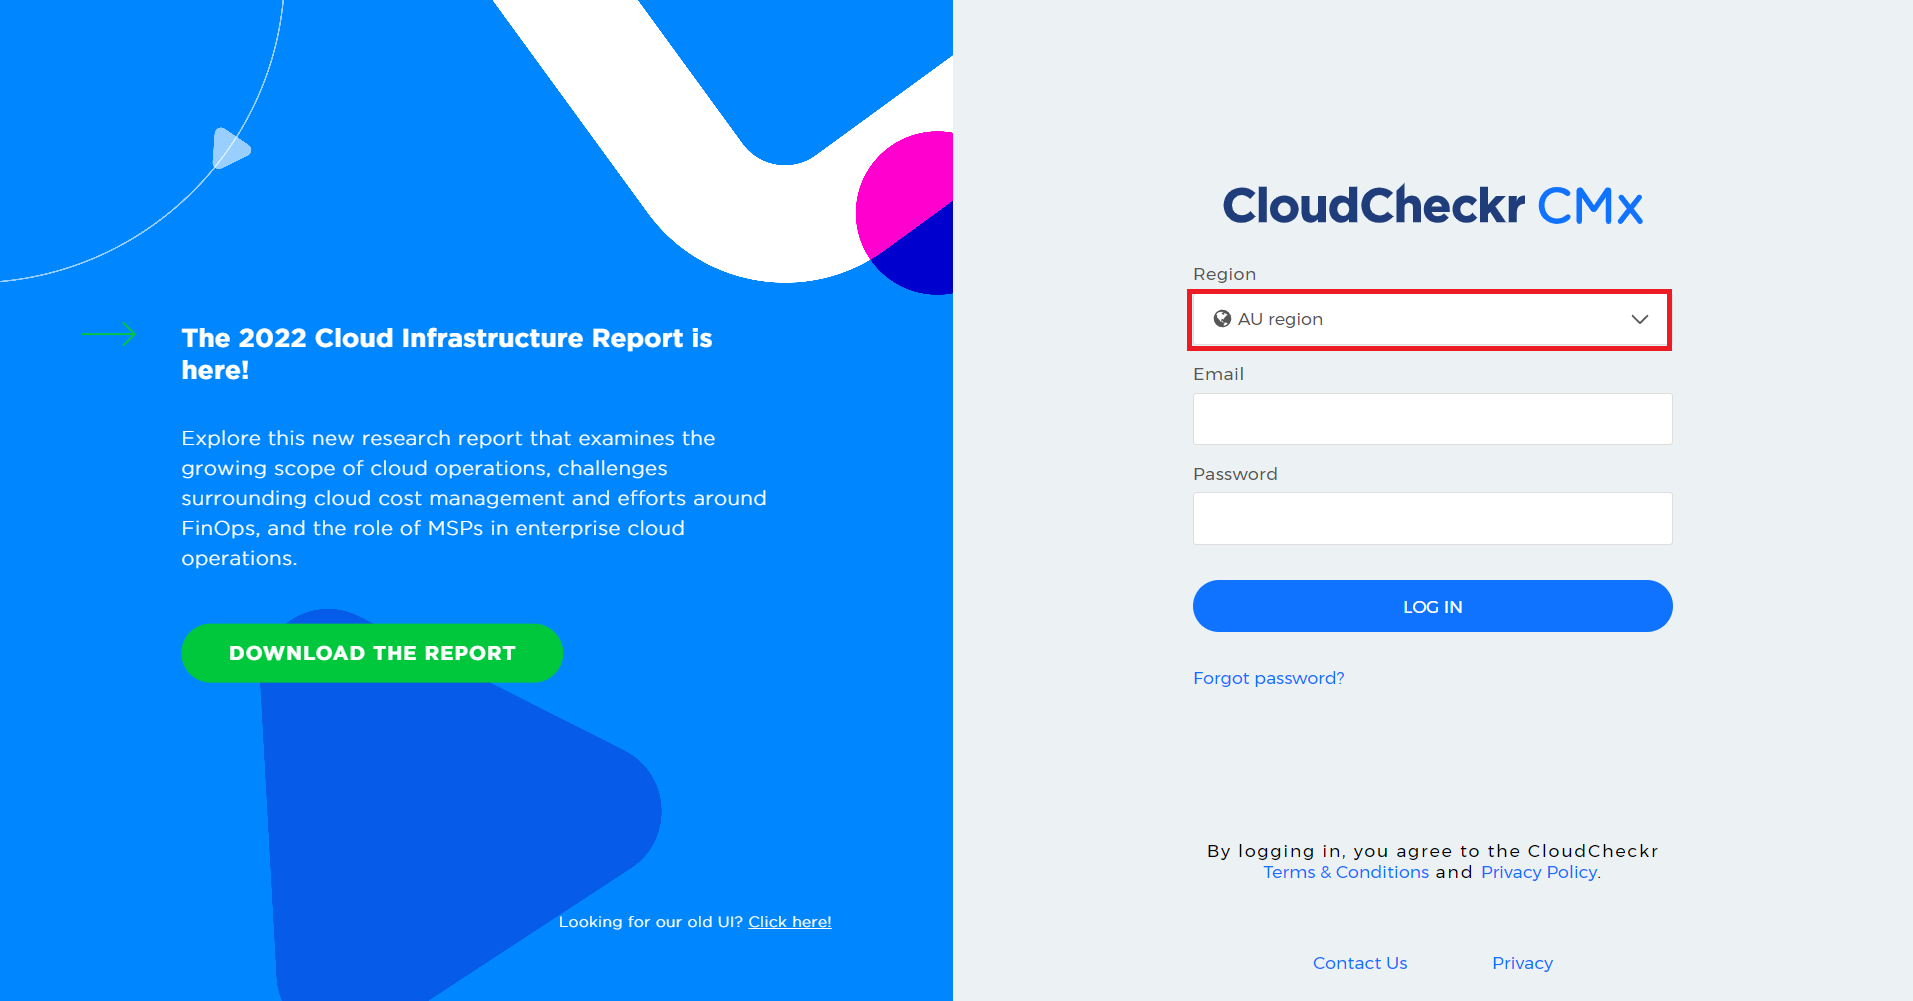 The 2022 Cloud Infrastructure Report is
here!
Explore this new research report that examines the
growing scope of cloud operations, challenges
surrounding cloud cost management and efforts around
FinOps, and the role of MSPs in enterprise cloud
operations.
DOWNLOAD THE REPORT
Looking for our old UI? Click here!
CloudCheckr CMx
Region
AU region
Email
Password
LOG IN
Forgot password?
By logging in, you agree to the CloudCheckr
Terms & Conditions and Privacy Policy.
Contact Us Privacy